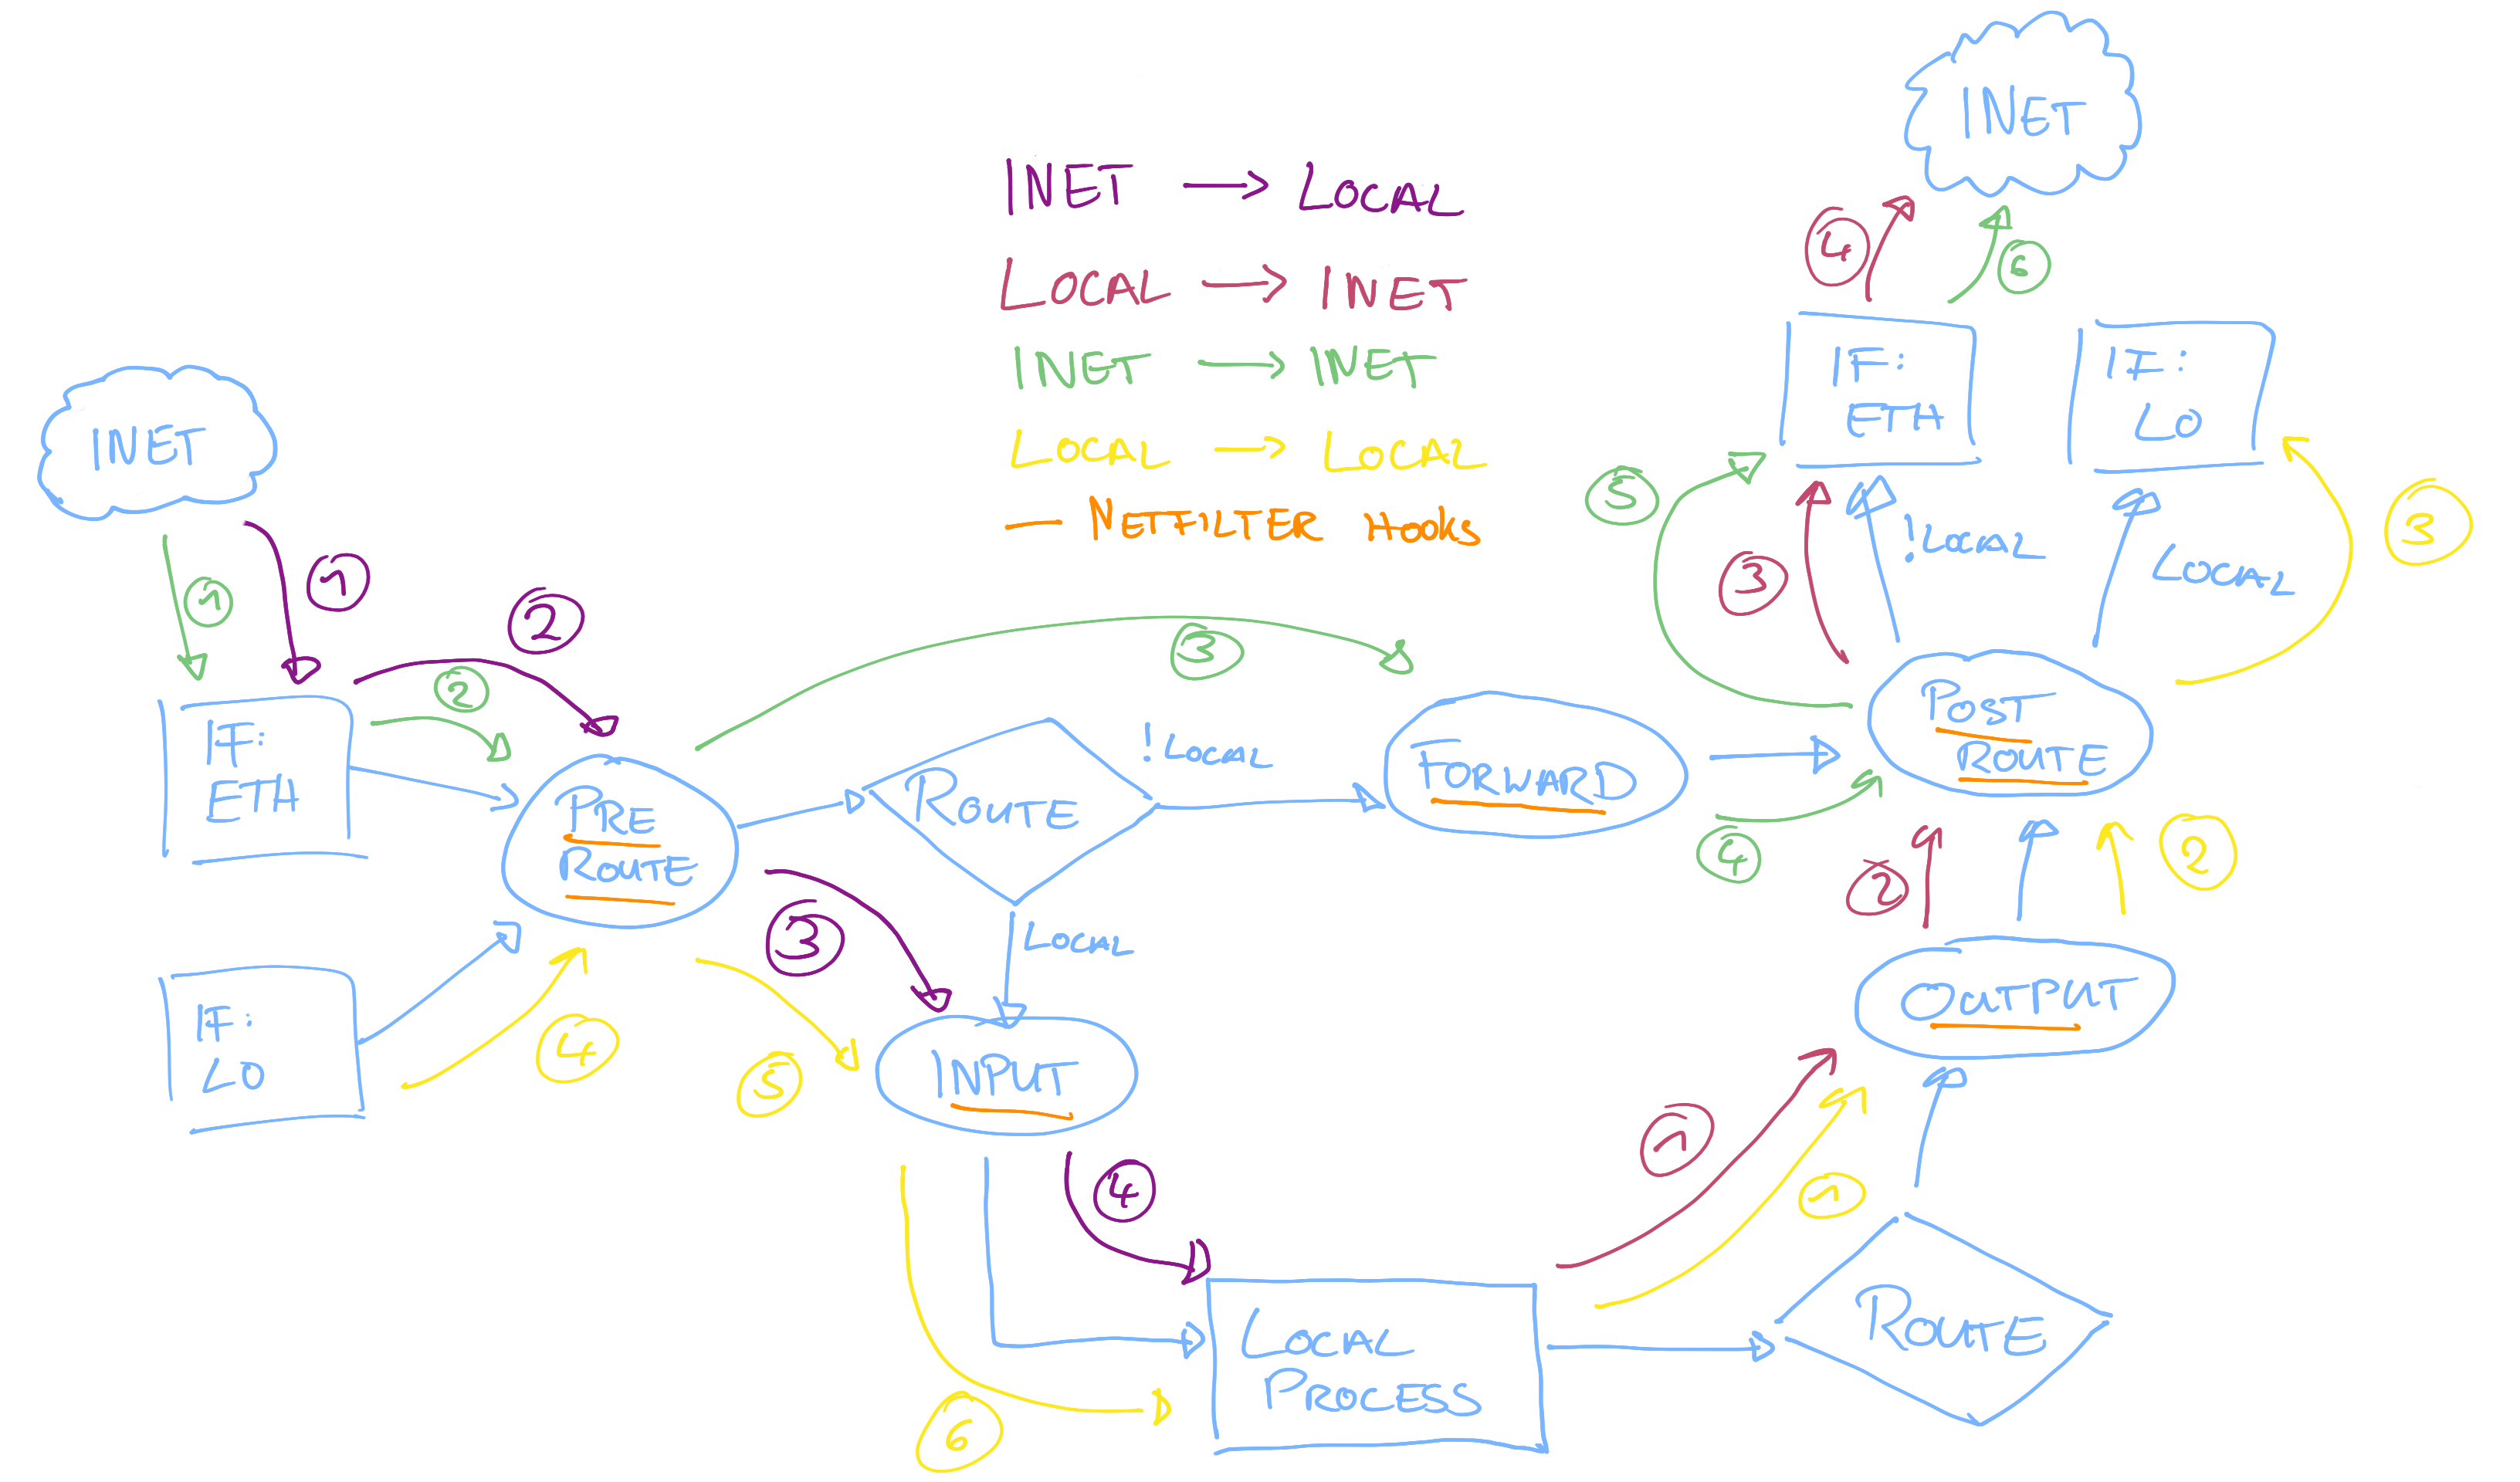 INET
INET → LOCAL
LOCAL → INET
INET → INET
LOCAL → LOCAL
— NETFILTER HOOKS
4
6
IF:
ETH
IF:
LO
INET
5
3
!LOCAL
LOCAL
3
1
1
2
2
3
IF:
ETH
PRE
ROUTE
ROUTE
!LOCAL
FORWARD
POST
ROUTE
4
2
2
3
LOCAL
OUTPUT
IF:
LO
4
5
INPUT
4
1
1
LOCAL
PROCESS
ROUTE
6